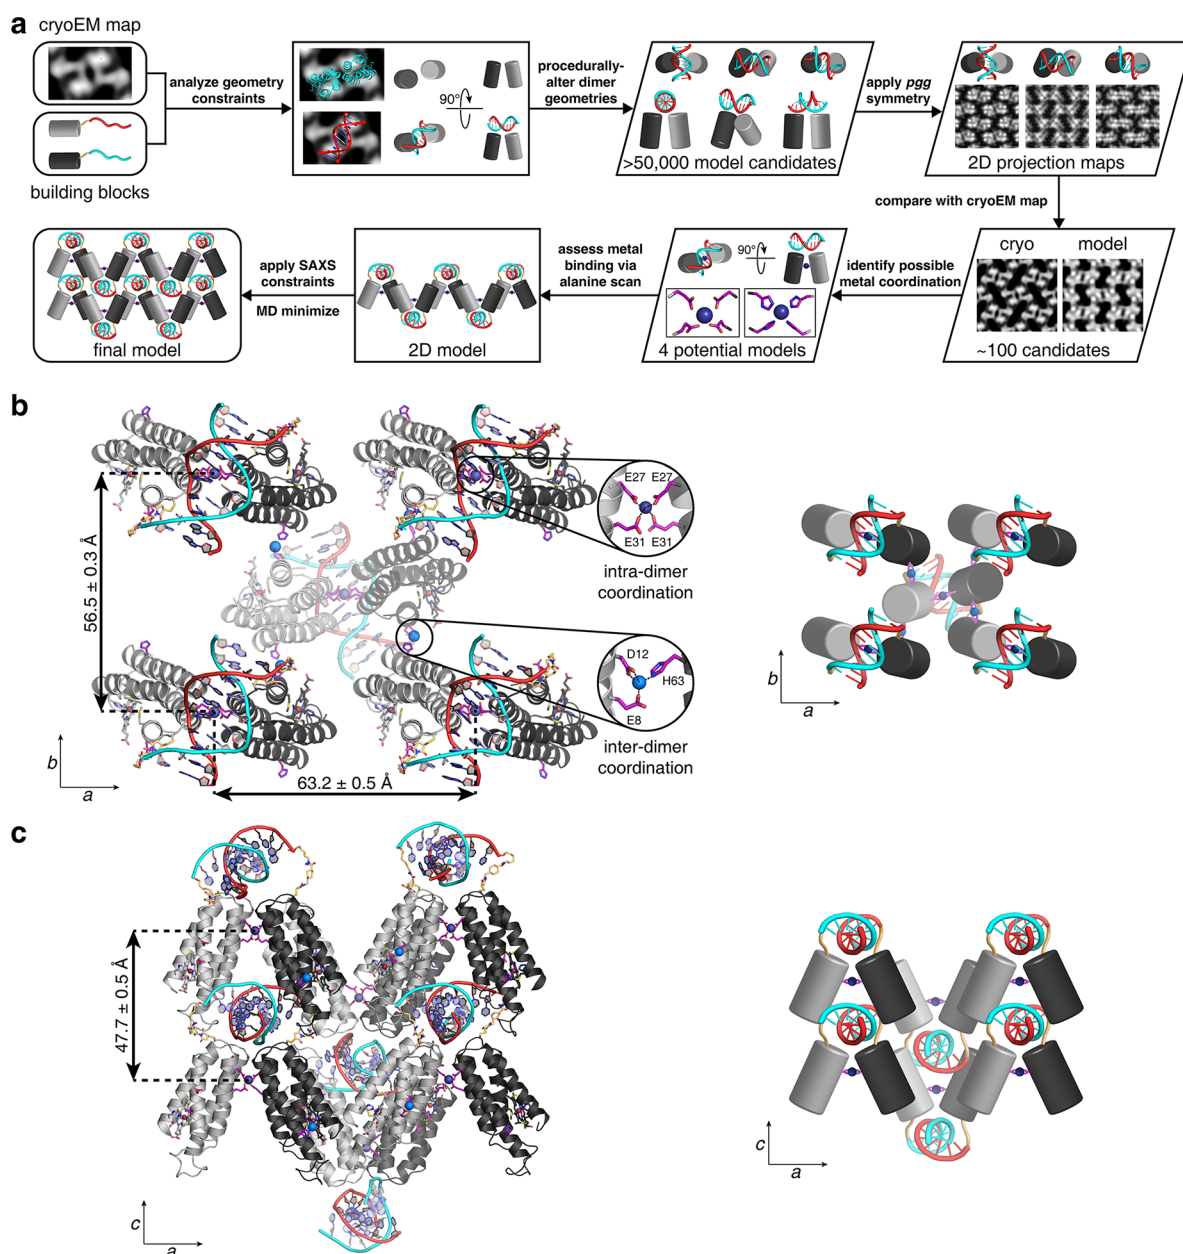 a
cryoEM map
building blocks
analyze geometry
constraints
90°
procedurally-
alter dimer
geometries
>50,000 model candidates
apply pgg
symmetry
2D projection maps
compare with cryoEM map
cryo
model
~100 candidates
identify possible
metal coordination
90°
4 potential models
assess metal
binding via
alanine scan
2D model
apply SAXS
constraints
MD minimize
final model
b
56.5 ± 0.3 Å
63.2 ± 0.5 Å
b
a
E27 E27
E31 E31
intra-dimer
coordination
D12
H63
E8
inter-dimer
coordination
b
a
c
47.7 ± 0.5 Å
c
a
c
a